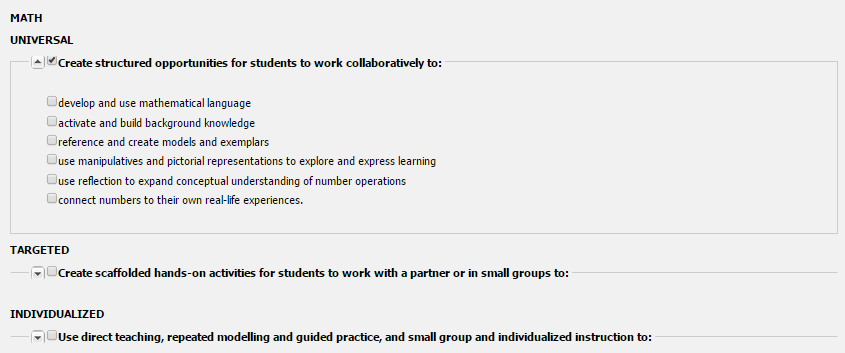 MATH
UNIVERSAL
Create structured opportunities for students to work collaboratively to:
develop and use mathematical language
activate and build background knowledge
reference and create models and exemplars
use manipulatives and pictorial representations to explore and express learning
use reflection to expand conceptual understanding of number operations
connect numbers to their own real-life experiences.
TARGETED
Create scaffolded hands-on activities for students to work with a partner or in small groups to:
INDIVIDUALIZED
Use direct teaching, repeated modelling and guided practice, and small group and individualized instruction to: